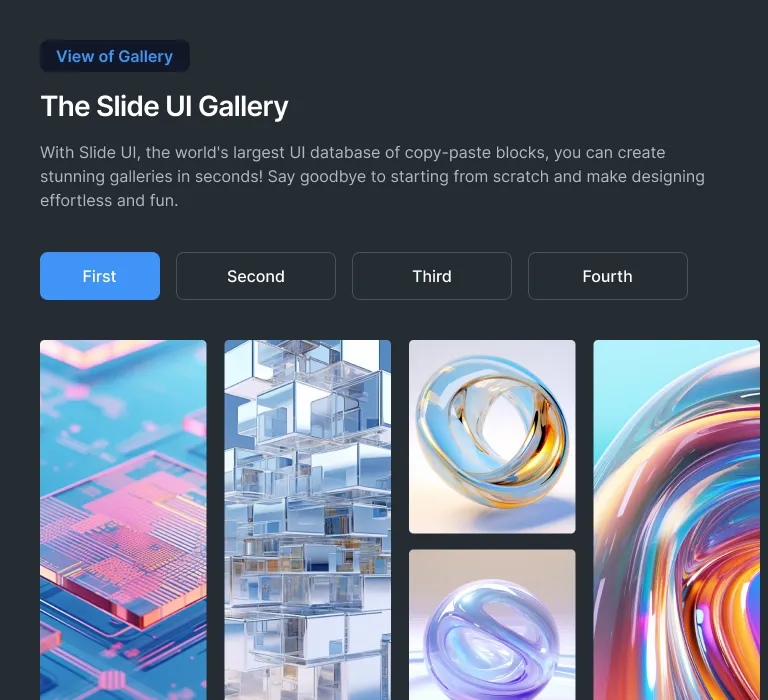 View of Gallery
The Slide UI Gallery
With Slide UI, the world's largest UI database of copy-paste blocks, you can create
stunning galleries in seconds! Say goodbye to starting from scratch and make designing
effortless and fun.
First
Second
Third
Fourth